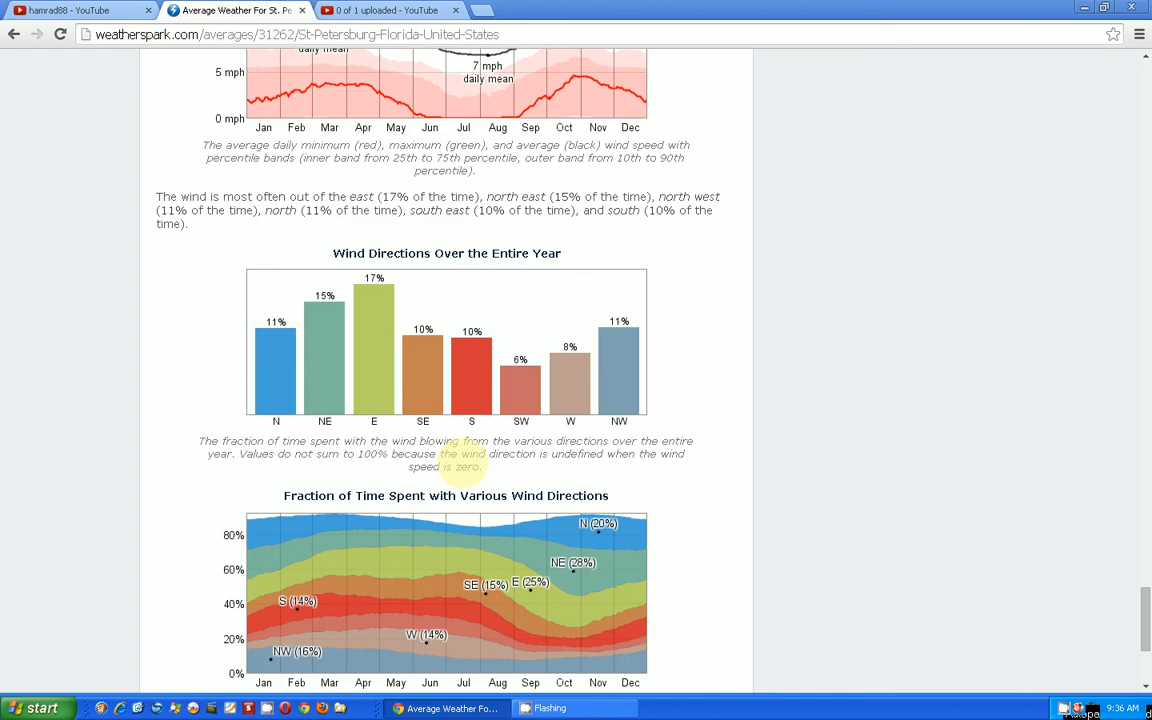 hamrad88 - YouTube
Average Weather For St. Pe
0 of 1 uploaded - YouTube
weatherspark.com/averages/31262/St-Petersburg-Florida-United-States
daily mean
7 mph
daily mean
5 mph
0 mph
Jan Feb Mar Apr May Jun Jul Aug Sep Oct Nov Dec
The average daily minimum (red), maximum (green), and average (black) wind speed with
percentile bands (inner band from 25th to 75th percentile, outer band from 10th to 90th
percentile).
The wind is most often out of the east (17% of the time), north east (15% of the time), north west
(11% of the time), north (11% of the time), south east (10% of the time), and south (10% of the
time).
Wind Directions Over the Entire Year
11% 15% 17% 10% 10% 6% 8% 11%
N NE E SE S SW W NW
The fraction of time spent with the wind blowing from the various directions over the entire
year. Values do not sum to 100% because the wind direction is undefined when the wind
speed is zero.
Fraction of Time Spent with Various Wind Directions
80%
60%
40%
20%
0%
N (20%)
NE (28%)
SE (15%) E (25%)
S (14%)
W (14%)
NW (16%)
Jan Feb Mar Apr May Jun Jul Aug Sep Oct Nov Dec
start
Average Weather Fo...
Flashing
9:36 AM